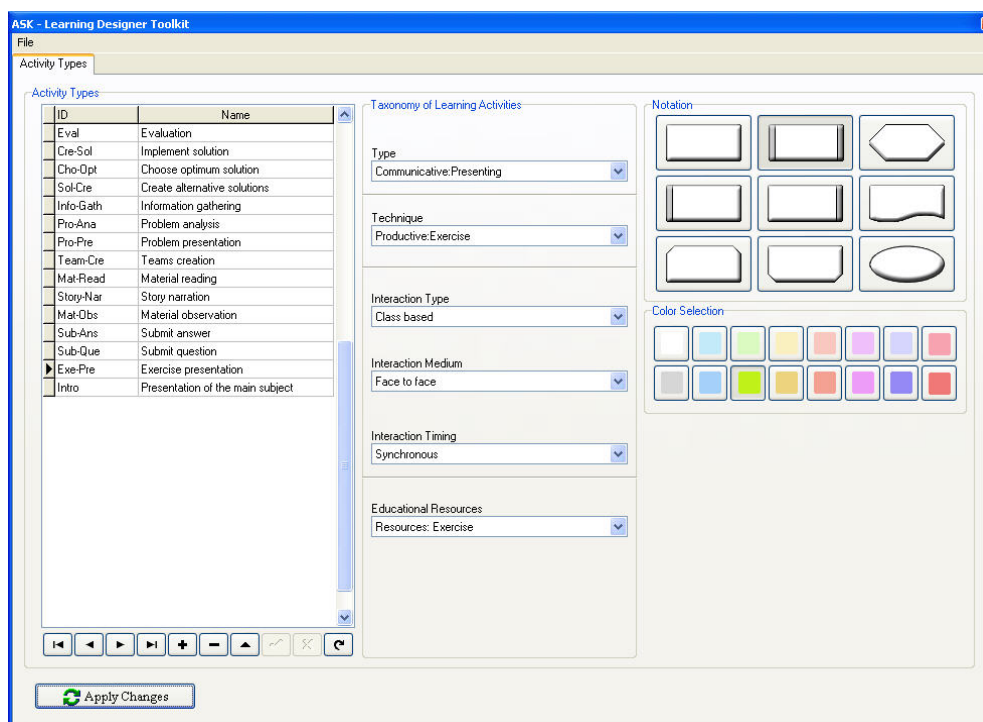 ASK - Learning Designer Toolkit
File
Activity Types
Activity Types
ID Name
Eval Evaluation
Cre-Sol Implement solution
Cho-Opt Choose optimum solution
Sol-Cre Create alternative solutions
Info-Gath Information gathering
Pro-Ana Problem analysis
Pro-Pre Problem presentation
Team-Cre Teams creation
Mat-Read Material reading
Story-Nar Story narration
Mat-Obs Material observation
Sub-Ans Submit answer
Sub-Que Submit question
Exe-Pre Exercise presentation
Intro Presentation of the main subject
Taxonomy of Learning Activities
Type
Communicative:Presenting
Technique
Productive:Exercise
Interaction Type
Class based
Interaction Medium
Face to face
Interaction Timing
Synchronous
Educational Resources
Resources: Exercise
Notation
Color Selection
Apply Changes